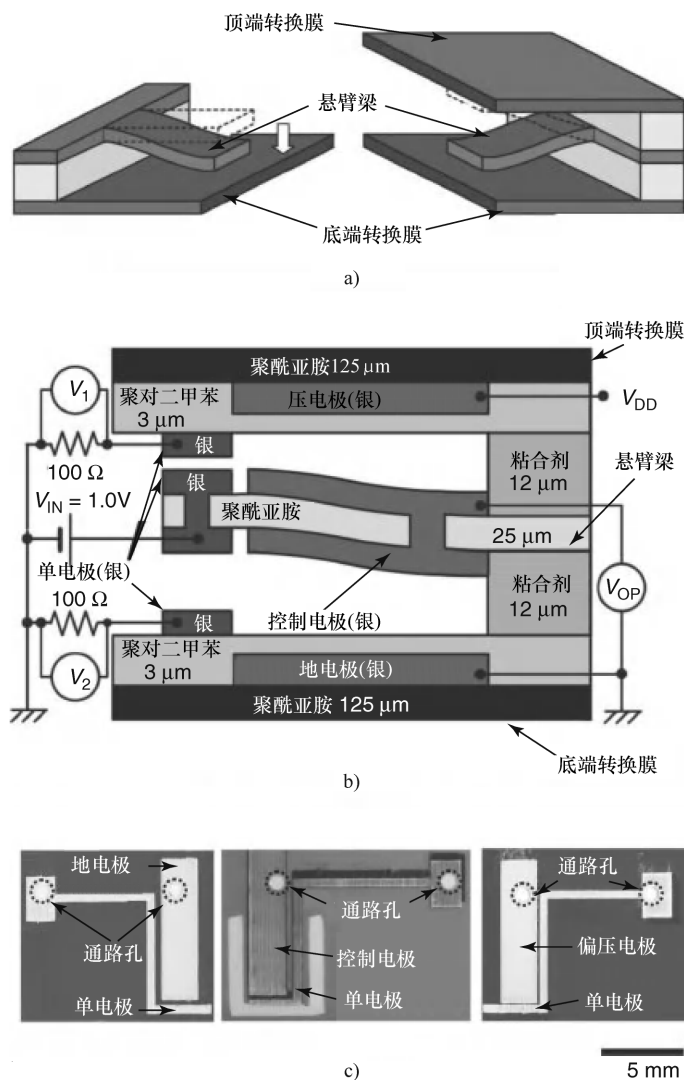 顶端转换膜
悬臂梁
底端转换膜
a)
顶端转换膜
聚酰亚胺125 μm
V₁
聚对二甲苯
3 μm
压电极(银)
V_DD
银
100 Ω
粘合剂
12 μm
悬臂梁
V_IN = 1.0V
银
聚酰亚胺
25 μm
单电极(银)
100 Ω
控制电极(银)
粘合剂
12 μm
V_OP
银
聚对二甲苯
3 μm
地电极(银)
V₂
聚酰亚胺 125 μm
底端转换膜
b)
地电极
通路孔
单电极
通路孔
控制电极
单电极
通路孔
偏压电极
单电极
c)
5 mm